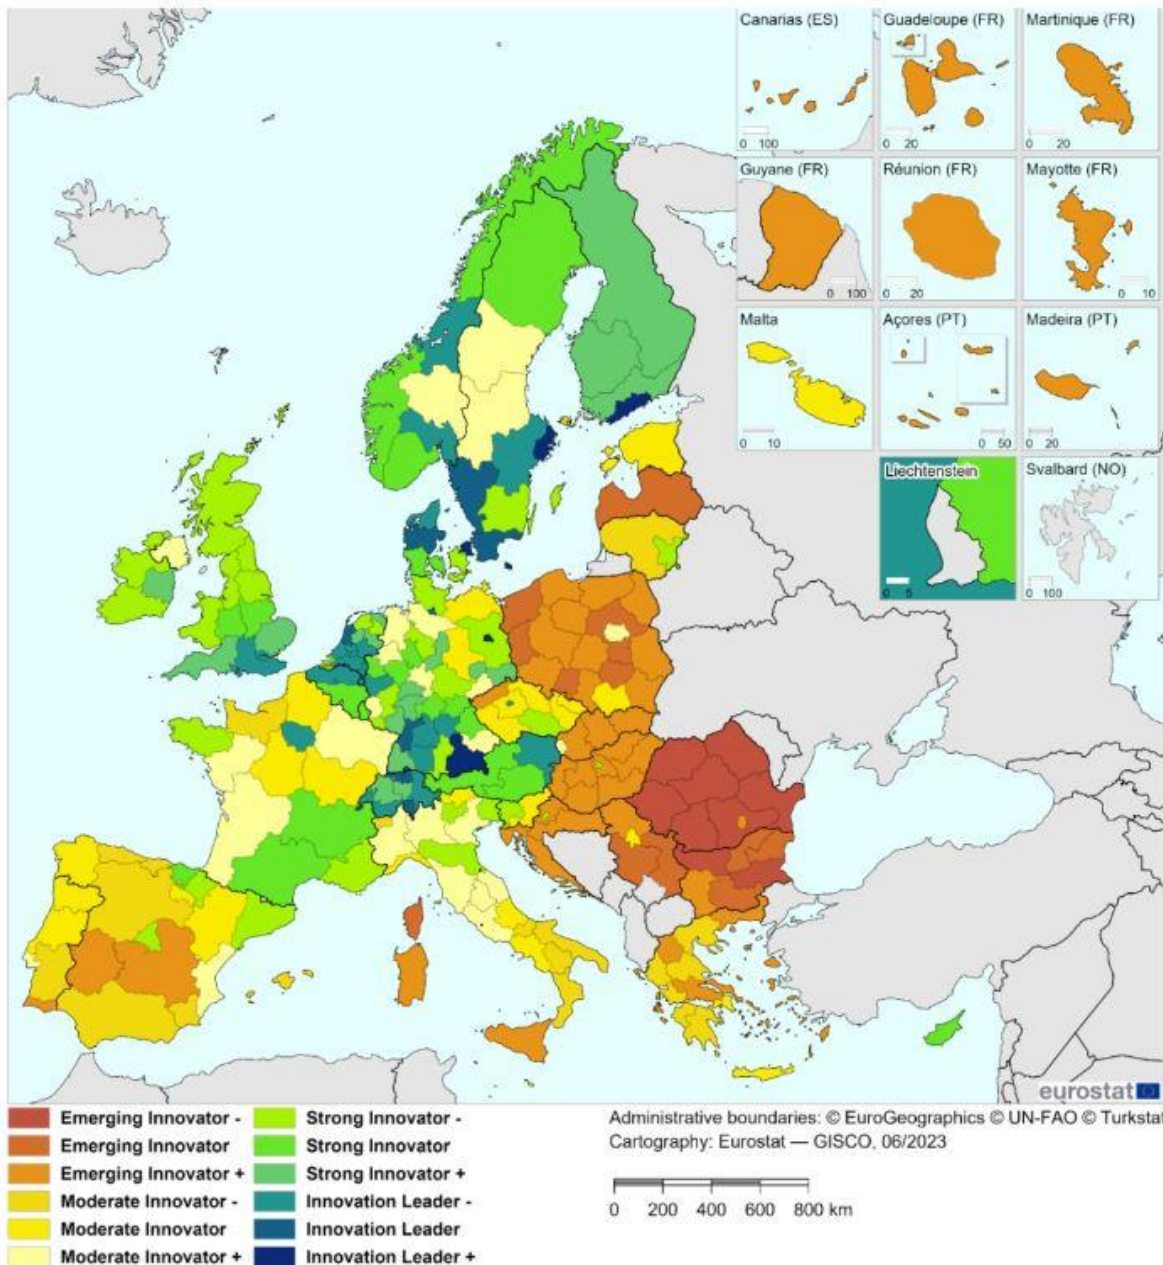 Canarias (ES)
0 100
Guadeloupe (FR)
0 20
Martinique (FR)
0 20
Guyane (FR)
0 100
Réunion (FR)
0 20
Mayotte (FR)
0 10
Malta
0 10
Açores (PT)
0 50
Madeira (PT)
0 20
Liechtenstein
0 5
Svalbard (NO)
0 100
eurostat
Emerging Innovator -
Emerging Innovator
Emerging Innovator +
Moderate Innovator -
Moderate Innovator
Moderate Innovator +
Strong Innovator -
Strong Innovator
Strong Innovator +
Innovation Leader -
Innovation Leader
Innovation Leader +
Administrative boundaries: © EuroGeographics © UN-FAO © Turkstat
Cartography: Eurostat — GISCO, 06/2023
0 200 400 600 800 km